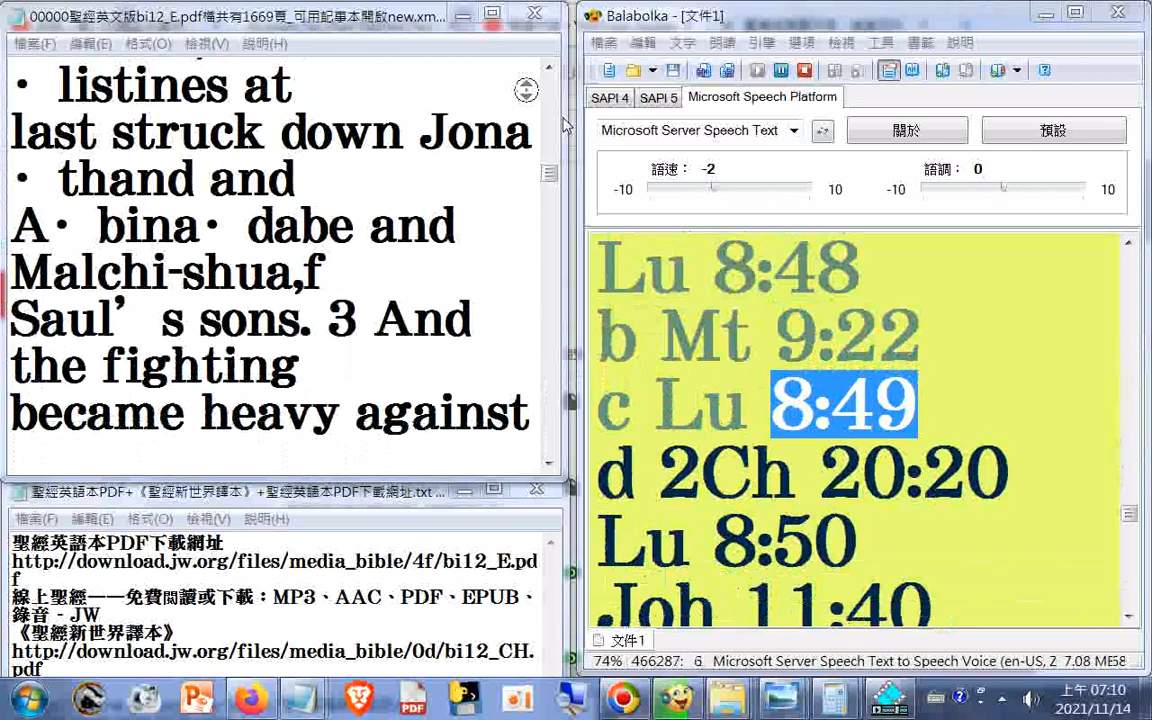 00000聖經英文版bi12_E.pdf檔共有1669頁_可用記事本開啟new.xm...
檔案(F) 編輯(E) 格式(O) 檢視(V) 說明(H)
· listines at
last struck down Jona
· thand and
A· bina· dabe and
Malchi-shua,f
Saul’ s sons. 3 And
the fighting
became heavy against
聖經英語本PDF+《聖經新世界譯本》+聖經英語本PDF下載網址.txt ...
檔案(F) 編輯(E) 格式(O) 檢視(V) 說明(H)
聖經英語本PDF下載網址
http://download.jw.org/files/media_bible/4f/bi12_E.pd
f
線上聖經——免費閱讀或下載：MP3、AAC、PDF、EPUB、
錄音 - JW
《聖經新世界譯本》
http://download.jw.org/files/media_bible/0d/bi12_CH.
pdf
Balabolka - [文件1]
檔案 編輯 文字 朗讀 引擎 選項 檢視 工具 書籤 說明
SAPI 4 SAPI 5 Microsoft Speech Platform
Microsoft Server Speech Text 關於 預設
語速： -2 語調： 0
-10 10 -10 10
Lu 8:48
b Mt 9:22
c Lu 8:49
d 2Ch 20:20
Lu 8:50
Joh 11:40
文件1
74% 466287: 6 Microsoft Server Speech Text to Speech Voice (en-US, Z 7.08 ME58
上午 07:10
2021/11/14